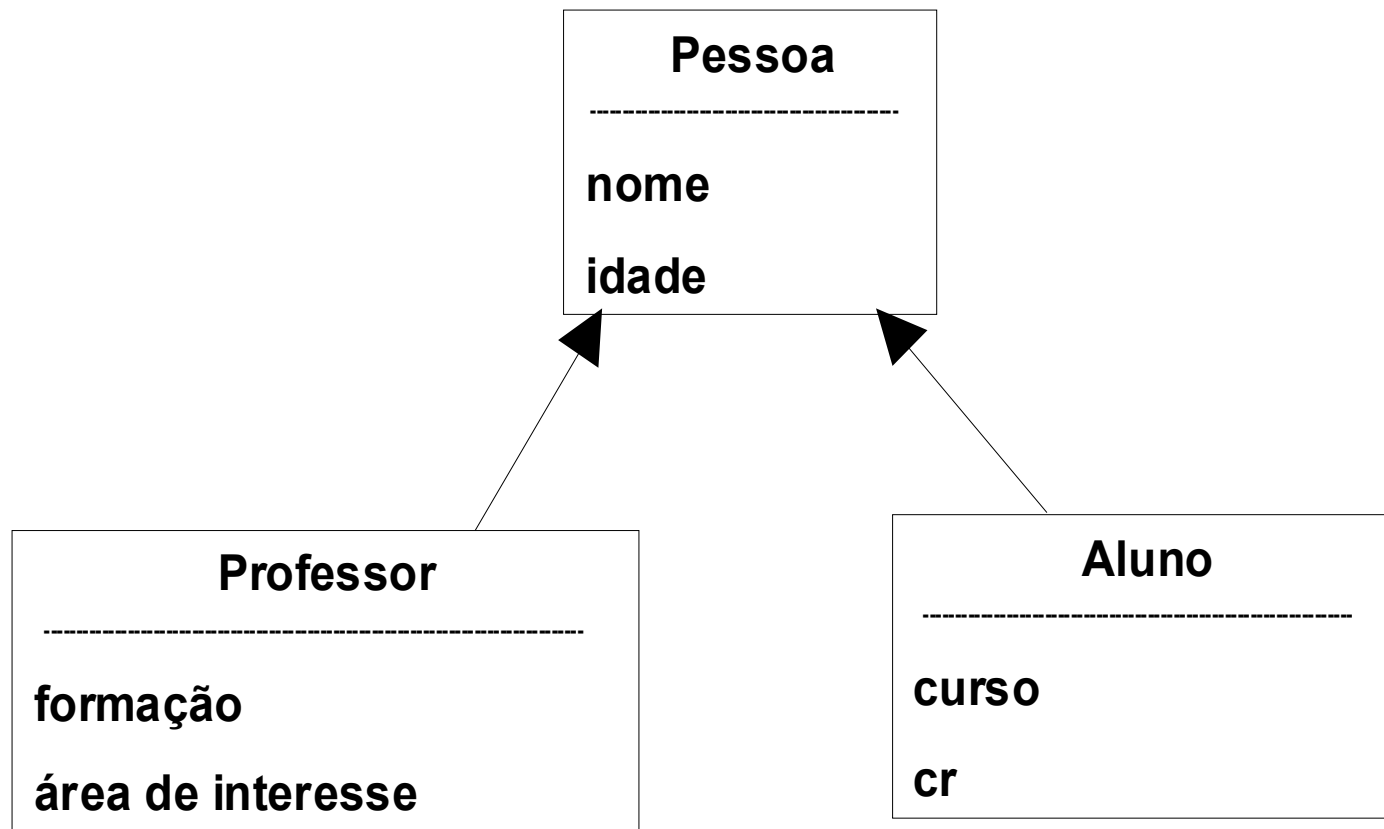 Pessoa
nome
idade
Professor
formação
área de interesse
Aluno
curso
cr